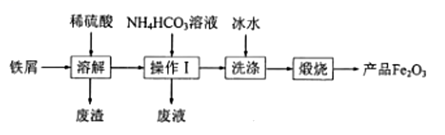 稀硫酸 NH₄HCO₃溶液 冰水
铁屑 溶解 操作Ⅰ 洗涤 煅烧 产品Fe₂O₃
废渣 废液